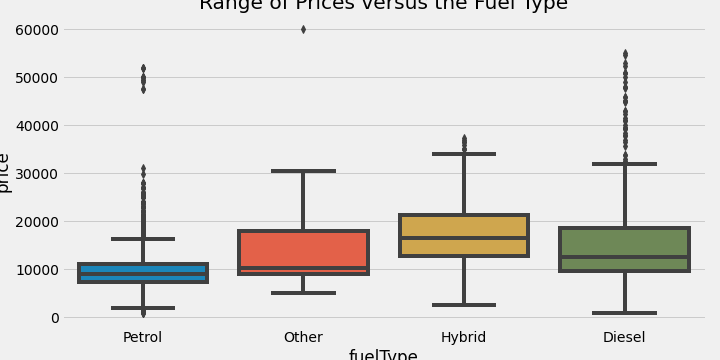 Range of Prices versus the Fuel Type
60000
50000
40000
30000
20000
10000
0
price
Petrol
Other
Hybrid
Diesel
fuelType